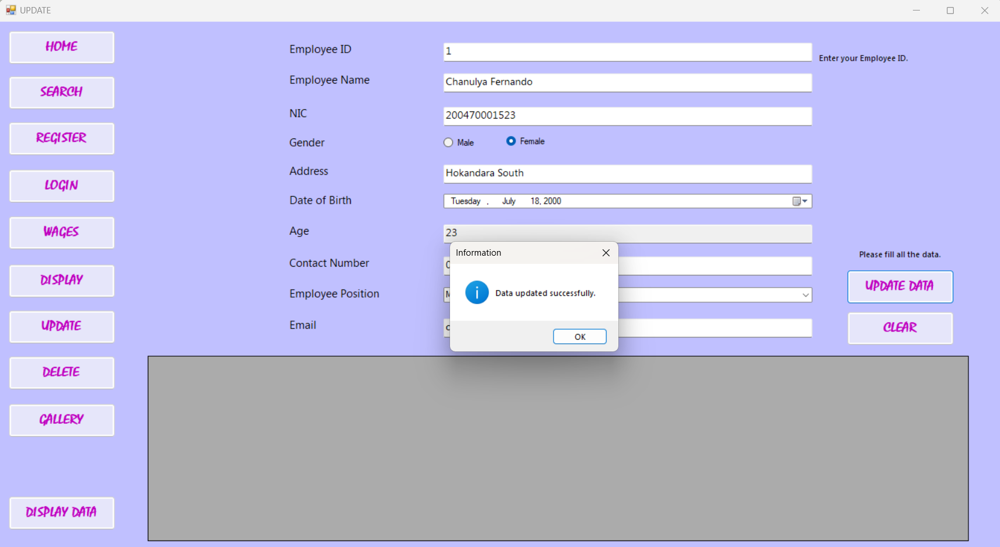 UPDATE
HOME
SEARCH
REGISTER
LOGIN
WAGES
DISPLAY
UPDATE
DELETE
GALLERY
DISPLAY DATA
Employee ID
1
Enter your Employee ID.
Employee Name
Chanulya Fernando
NIC
200470001523
Gender
Male
Female
Address
Hokandara South
Date of Birth
Tuesday , July 18, 2000
Age
23
Contact Number
Employee Position
Email
Information
Data updated successfully.
OK
Please fill all the data.
UPDATE DATA
CLEAR